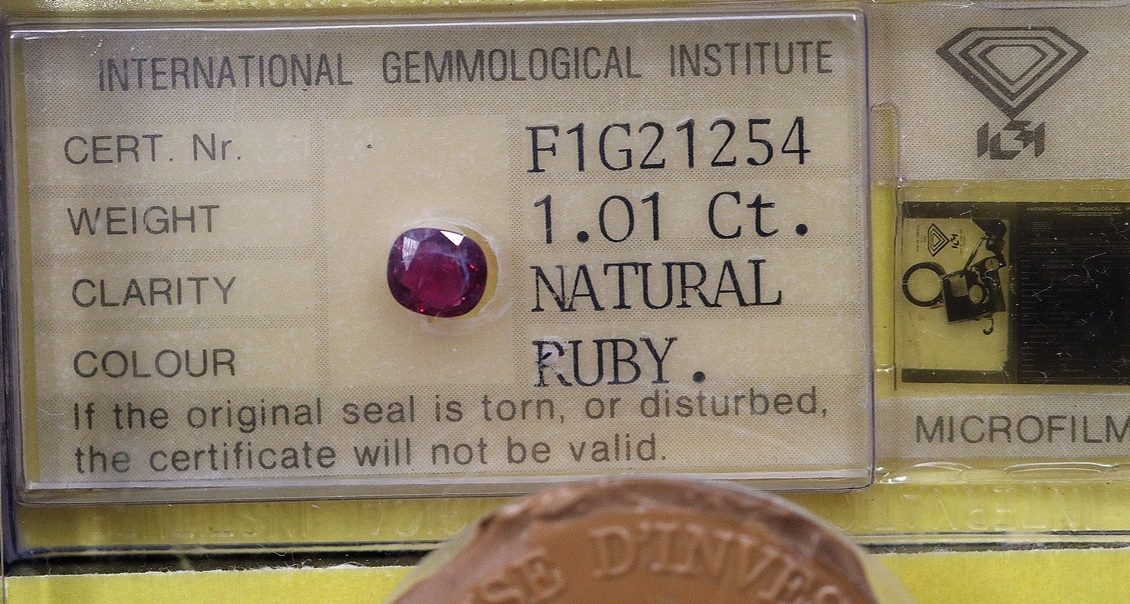 INTERNATIONAL GEMMOLOGICAL INSTITUTE
CERT. Nr. F1G21254
WEIGHT 1.01 Ct.
CLARITY NATURAL
COLOUR RUBY.
If the original seal is torn, or disturbed,
the certificate will not be valid.
IGI
MICROFILM
D'INVES